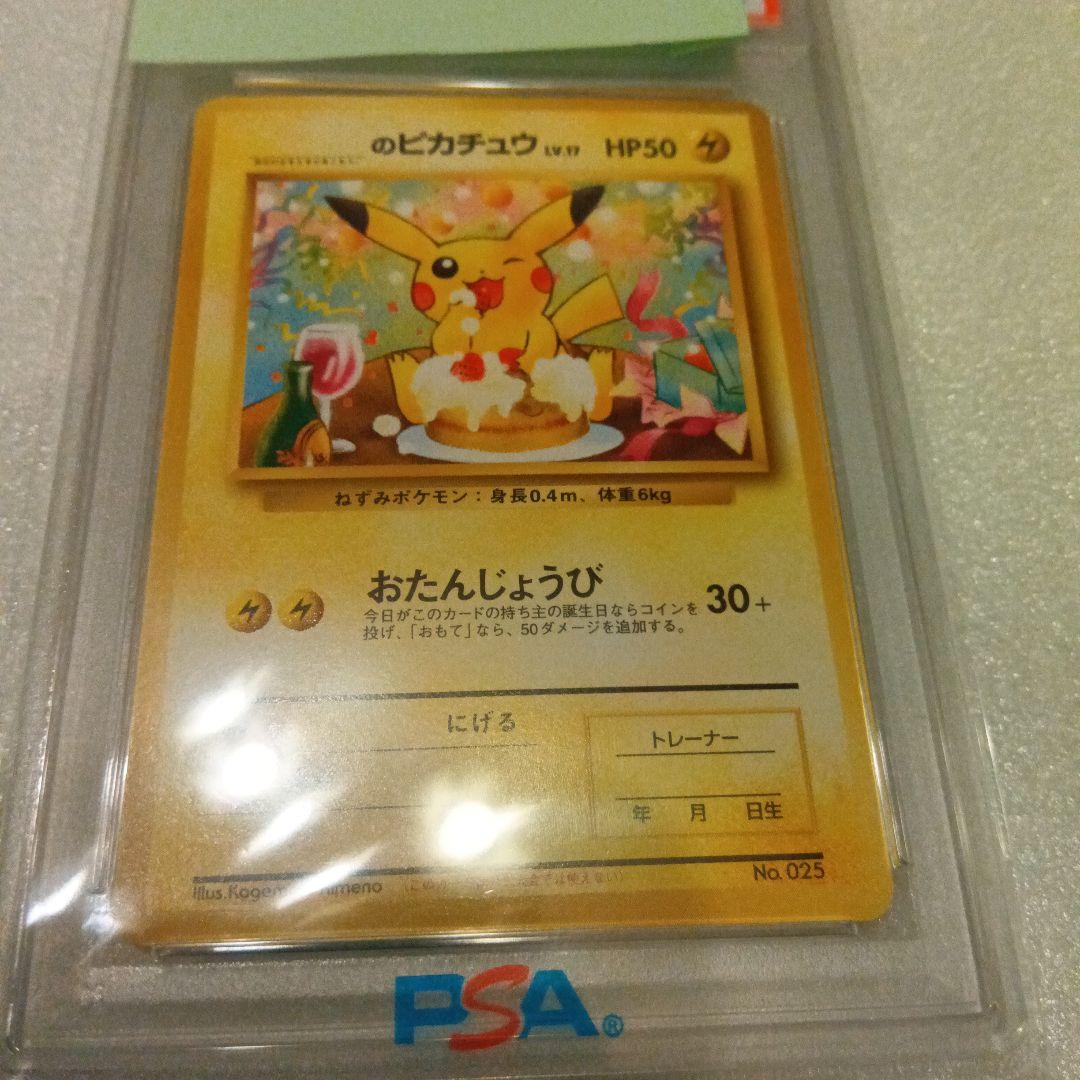 のピカチュウ LV.17 HP50
ねずみポケモン：身長0.4m、体重6kg
おたんじょうび 30+
今日がこのカードの持ち主の誕生日ならコインを
投げ、「おもて」なら、50ダメージを追加する。
にげる
トレーナー
年 月 日生
Illus. No. 025
PSA®